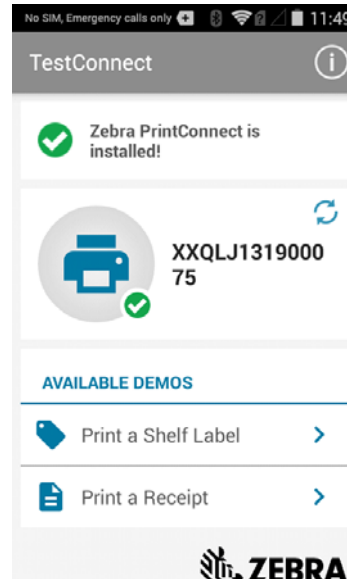 No SIM, Emergency calls only 11:49
TestConnect
Zebra PrintConnect is
installed!
XXQLJ1319000
75
AVAILABLE DEMOS
Print a Shelf Label
Print a Receipt
ZEBRA